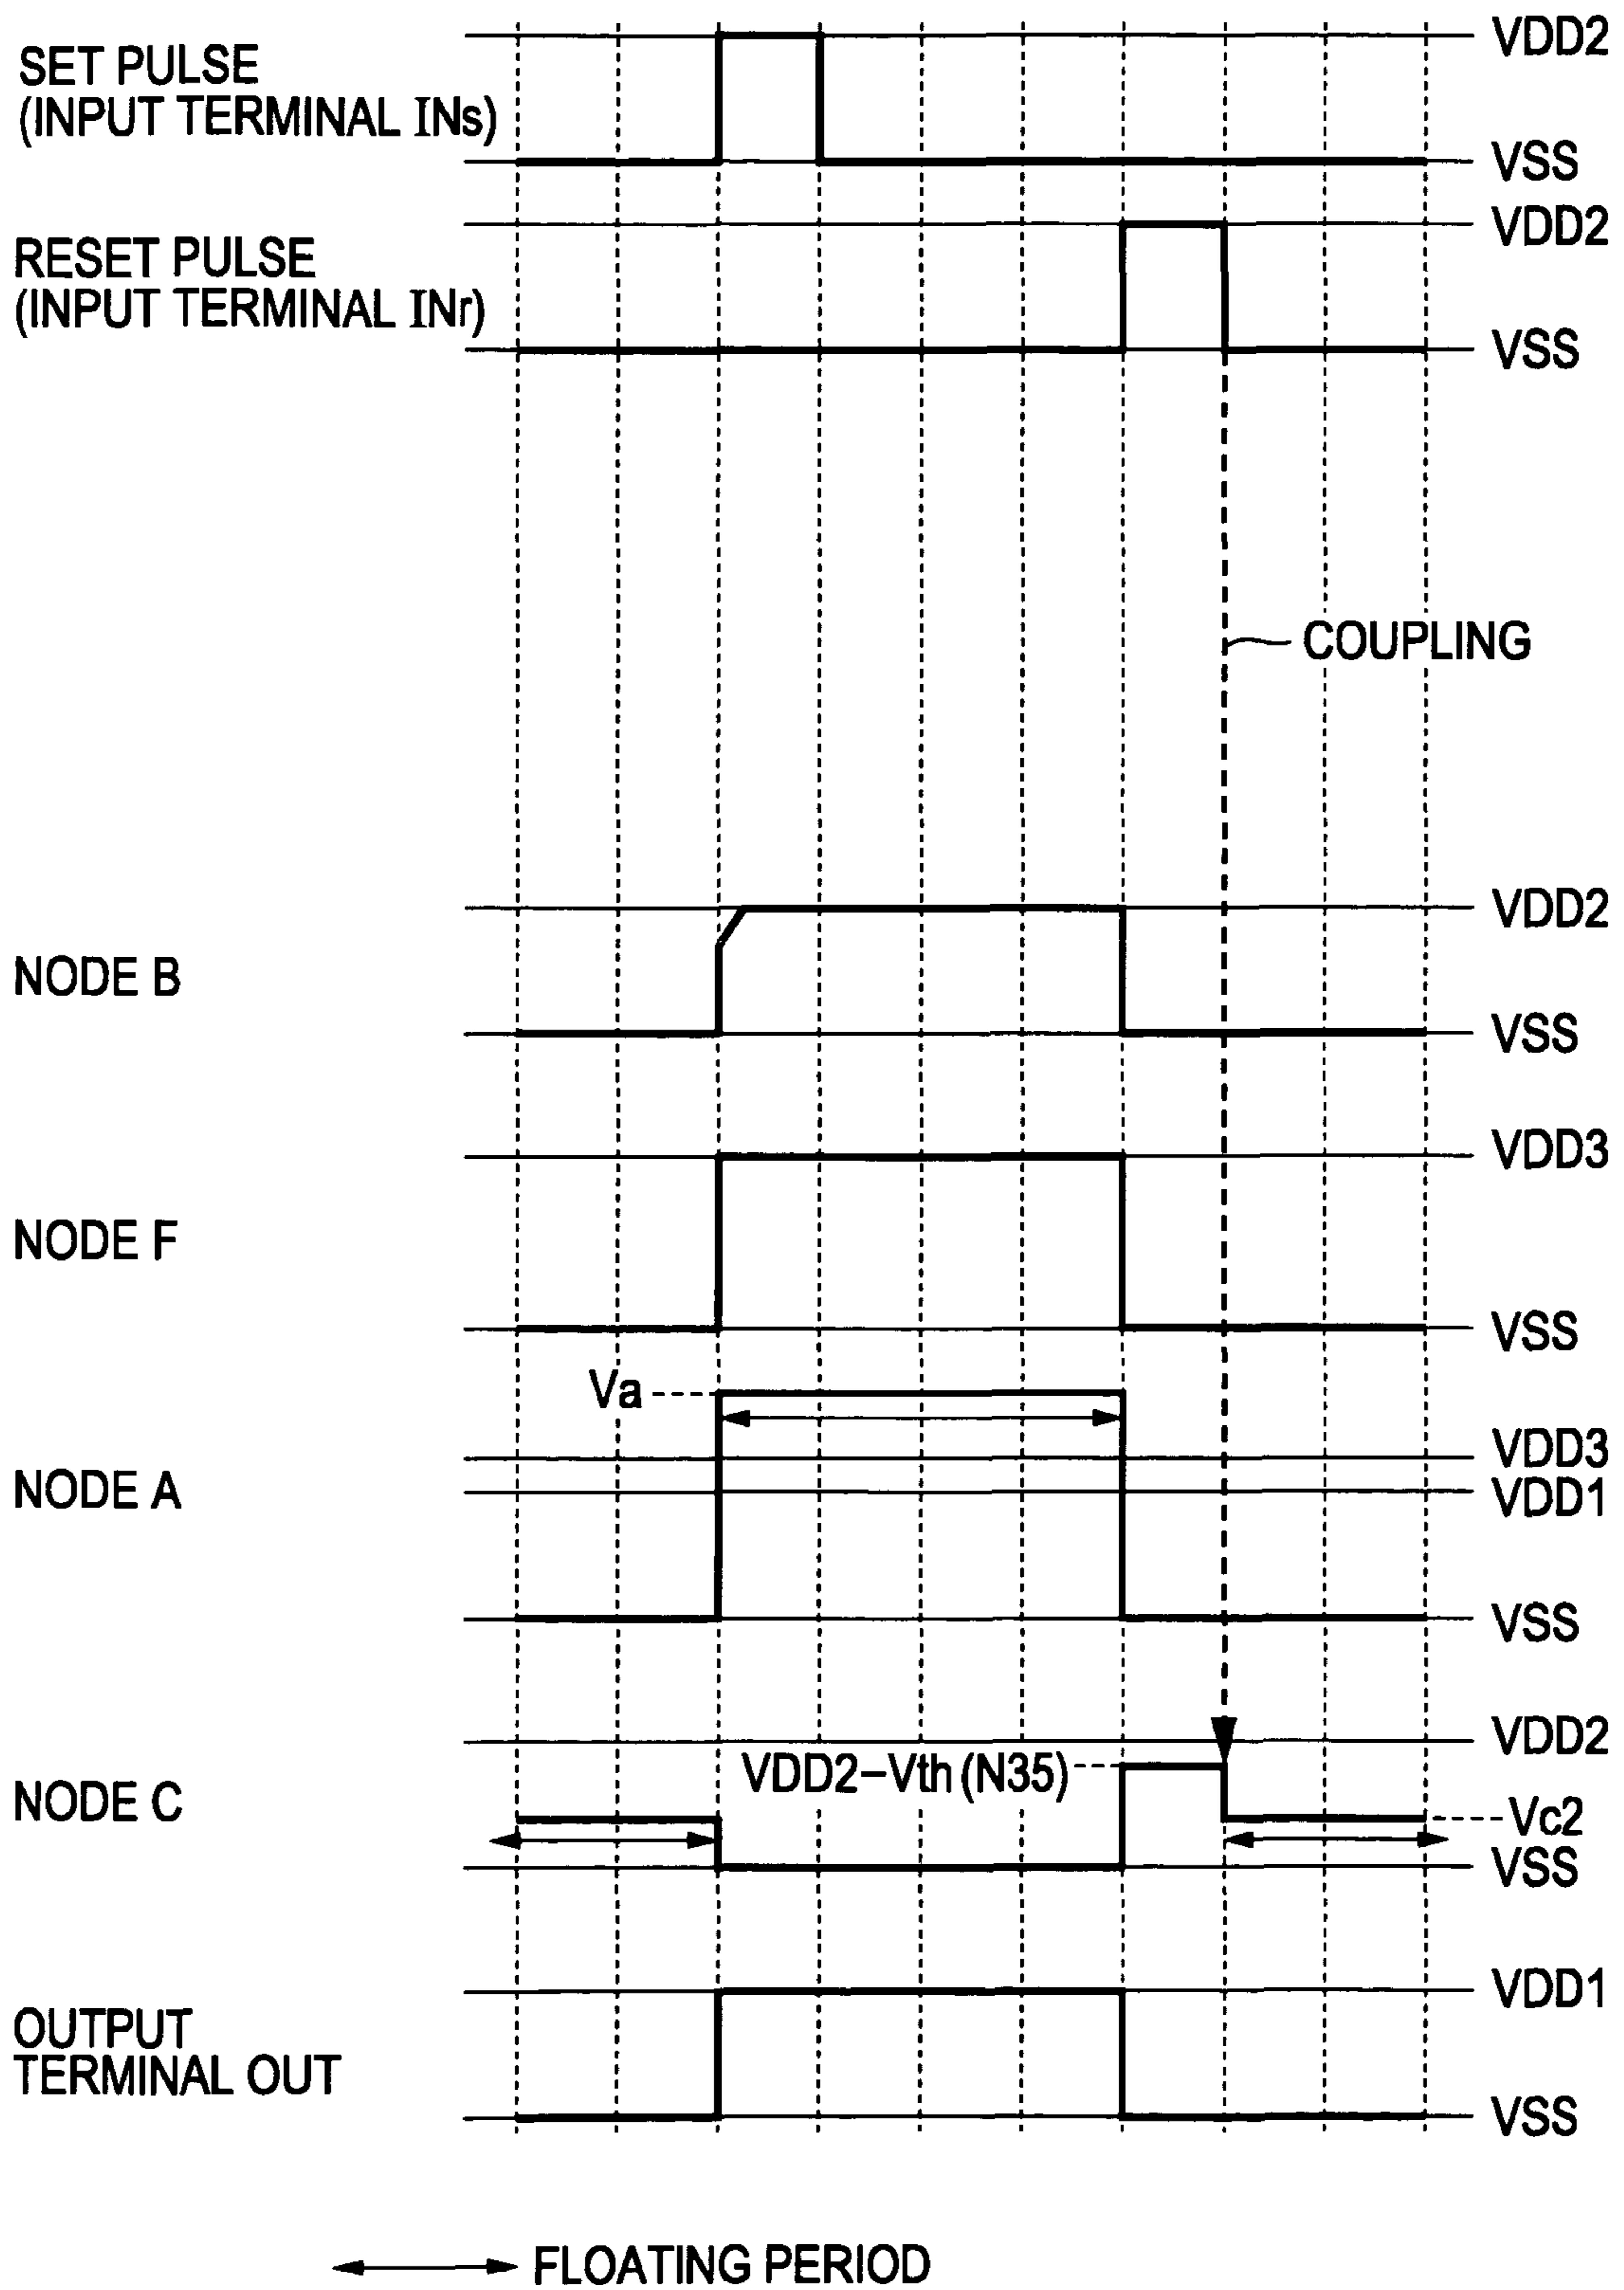 VDD2
SET PULSE
(INPUT TERMINAL INs)
VSS
VDD2
RESET PULSE
(INPUT TERMINAL INr)
VSS
COUPLING
VDD2
NODE B
VSS
VDD3
NODE F
VSS
Va
VDD3
NODE A
VDD1
VSS
VDD2
VDD2-Vth (N35)
NODE C
Vc2
VSS
VDD1
OUTPUT
TERMINAL OUT
VSS
FLOATING PERIOD